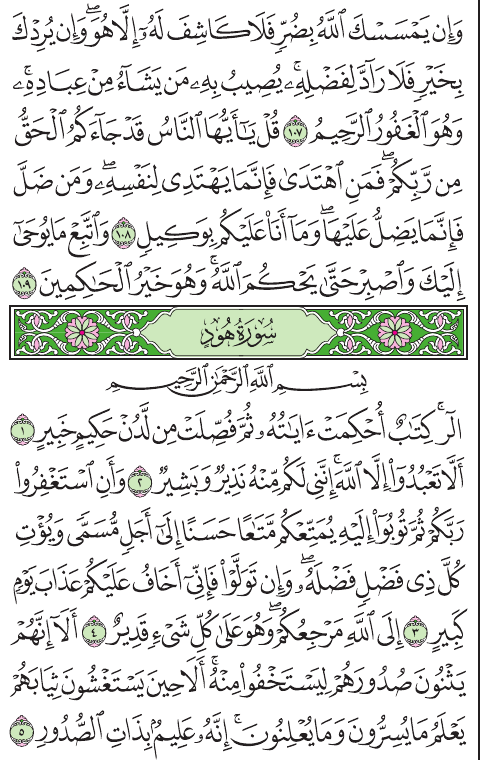 وَإِن يَمْسَسْكَ ٱللَّهُ بِضُرٍّ فَلَا كَاشِفَ لَهُۥٓ إِلَّا هُوَۖ وَإِن يُرِدْكَ
بِخَيْرٍ فَلَا رَآدَّ لِفَضْلِهِۦۚ يُصِيبُ بِهِۦ مَن يَشَآءُ مِنْ عِبَادِهِۦۚ
وَهُوَ ٱلْغَفُورُ ٱلرَّحِيمُ ١٠٧ قُلْ يَٰٓأَيُّهَا ٱلنَّاسُ قَدْ جَآءَكُمُ ٱلْحَقُّ
مِن رَّبِّكُمْۖ فَمَنِ ٱهْتَدَىٰ فَإِنَّمَا يَهْتَدِى لِنَفْسِهِۦۖ وَمَن ضَلَّ
فَإِنَّمَا يَضِلُّ عَلَيْهَاۖ وَمَآ أَنَا۠ عَلَيْكُم بِوَكِيلٍ ١٠٨ وَٱتَّبِعْ مَا يُوحَىٰٓ
إِلَيْكَ وَٱصْبِرْ حَتَّىٰ يَحْكُمَ ٱللَّهُۚ وَهُوَ خَيْرُ ٱلْحَٰكِمِينَ ١٠٩
سُورَةُ هُودٍ
بِسْمِ ٱللَّهِ ٱلرَّحْمَٰنِ ٱلرَّحِيمِ
الٓرۚ كِتَٰبٌ أُحْكِمَتْ ءَايَٰتُهُۥ ثُمَّ فُصِّلَتْ مِن لَّدُنْ حَكِيمٍ خَبِيرٍ ١
أَلَّا تَعْبُدُوٓا۟ إِلَّا ٱللَّهَۚ إِنَّنِى لَكُم مِّنْهُ نَذِيرٌ وَبَشِيرٌ ٢ وَأَنِ ٱسْتَغْفِرُوا۟
رَبَّكُمْ ثُمَّ تُوبُوٓا۟ إِلَيْهِ يُمَتِّعْكُم مَّتَٰعًا حَسَنًا إِلَىٰٓ أَجَلٍ مُّسَمًّى وَيُؤْتِ
كُلَّ ذِى فَضْلٍ فَضْلَهُۥۖ وَإِن تَوَلَّوْا۟ فَإِنِّىٓ أَخَافُ عَلَيْكُمْ عَذَابَ يَوْمٍ
كَبِيرٍ ٣ إِلَى ٱللَّهِ مَرْجِعُكُمْۖ وَهُوَ عَلَىٰ كُلِّ شَىْءٍ قَدِيرٌ ٤ أَلَآ إِنَّهُمْ
يَثْنُونَ صُدُورَهُمْ لِيَسْتَخْفُوا۟ مِنْهُۚ أَلَا حِينَ يَسْتَغْشُونَ ثِيَابَهُمْ
يَعْلَمُ مَا يُسِرُّونَ وَمَا يُعْلِنُونَۚ إِنَّهُۥ عَلِيمٌۢ بِذَاتِ ٱلصُّدُورِ ٥